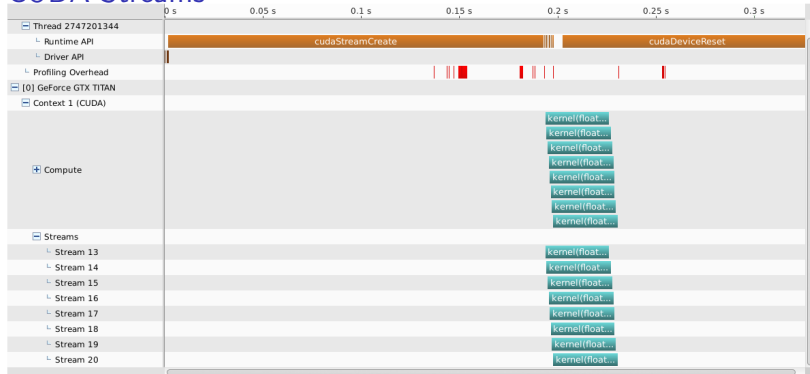 CUDA Streams
0 s 0.05 s 0.1 s 0.15 s 0.2 s 0.25 s 0.3 s
Thread 2747201344
Runtime API cudaStreamCreate cudaDeviceReset
Driver API
Profiling Overhead
[0] GeForce GTX TITAN
Context 1 (CUDA)
kernel(float...
kernel(float...
kernel(float...
kernel(float...
Compute
kernel(float...
kernel(float...
kernel(float...
kernel(float...
Streams
Stream 13 kernel(float...
Stream 14 kernel(float...
Stream 15 kernel(float...
Stream 16 kernel(float...
Stream 17 kernel(float...
Stream 18 kernel(float...
Stream 19 kernel(float...
Stream 20 kernel(float...